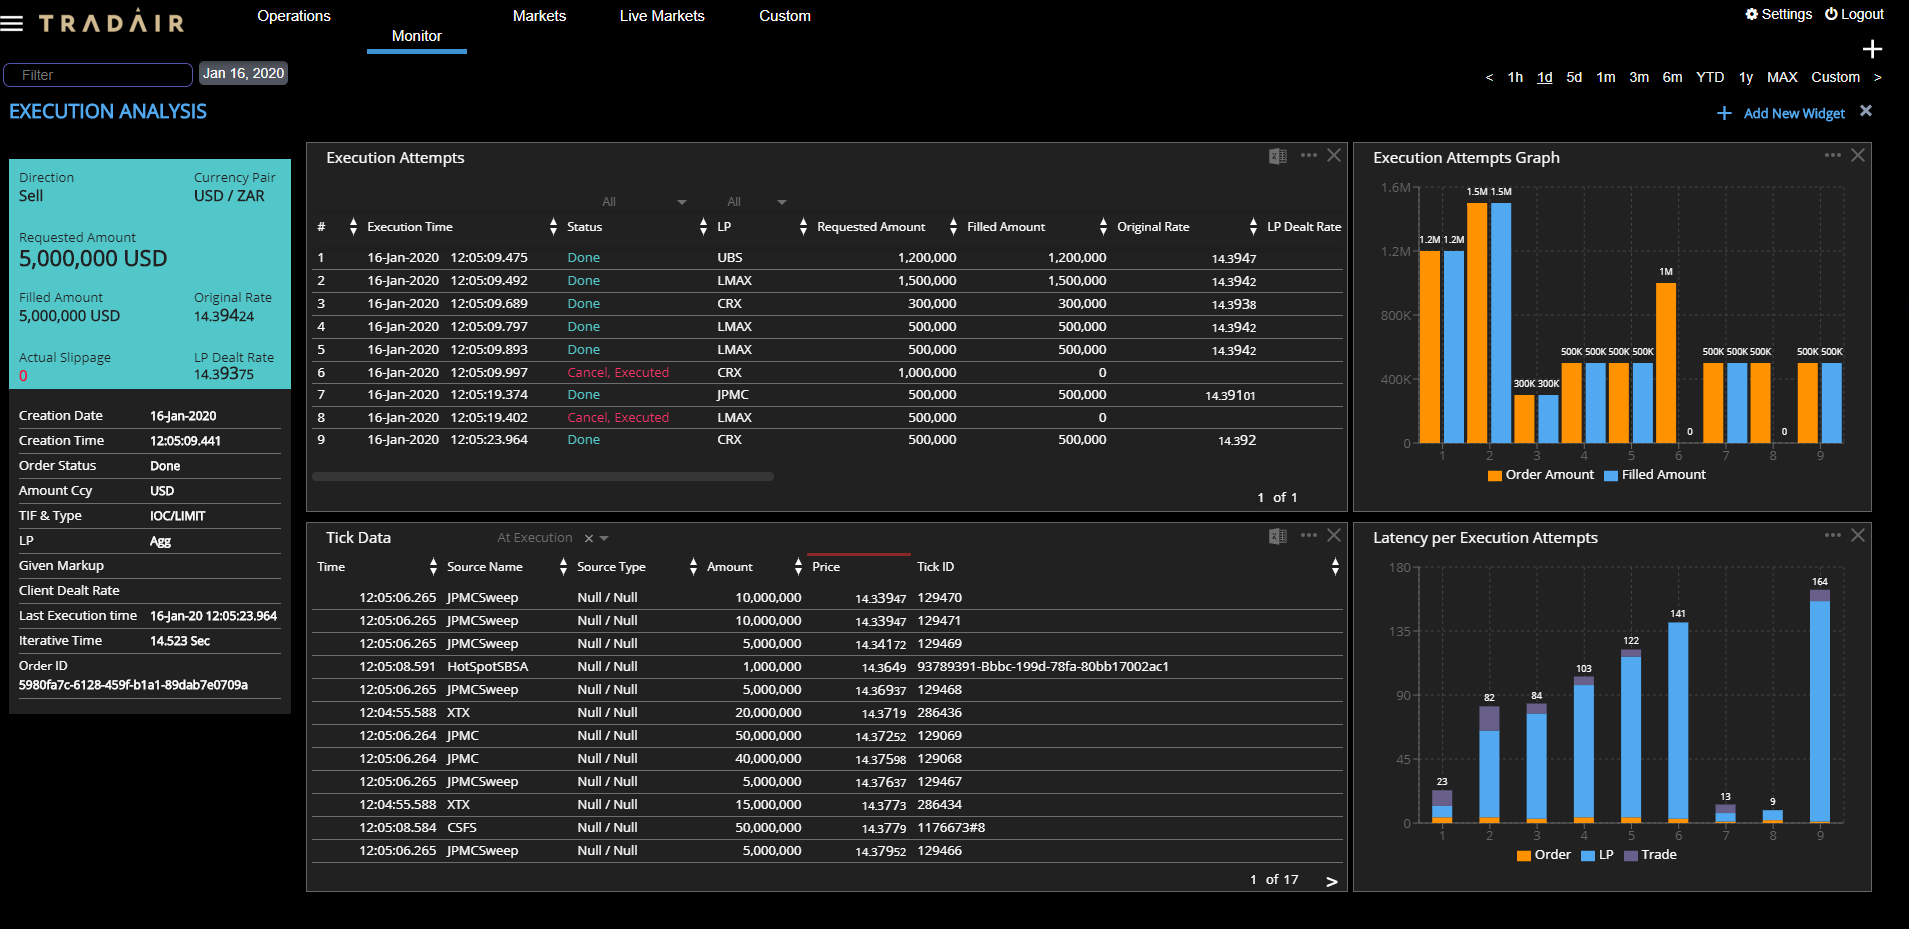 TRADAIR
Operations
Monitor
Markets
Live Markets
Custom
Settings
Logout
Filter
Jan 16, 2020
< 1h 1d 5d 1m 3m 6m YTD 1y MAX Custom >
EXECUTION ANALYSIS
+ Add New Widget
Direction Currency Pair
Sell USD / ZAR
Requested Amount
5,000,000 USD
Filled Amount Original Rate
5,000,000 USD 14.39424
Actual Slippage LP Dealt Rate
0 14.39375
Creation Date 16-Jan-2020
Creation Time 12:05:09.441
Order Status Done
Amount Ccy USD
TIF & Type IOC/LIMIT
LP Agg
Given Markup
Client Dealt Rate
Last Execution time 16-Jan-20 12:05:23.964
Iterative Time 14.523 Sec
Order ID
5980fa7c-6128-459f-b1a1-89dab7e0709a
Execution Attempts
All All
# Execution Time Status LP Requested Amount Filled Amount Original Rate LP Dealt Rate
1 16-Jan-2020 12:05:09.475 Done UBS 1,200,000 1,200,000 14.3947
2 16-Jan-2020 12:05:09.492 Done LMAX 1,500,000 1,500,000 14.3942
3 16-Jan-2020 12:05:09.689 Done CRX 300,000 300,000 14.3938
4 16-Jan-2020 12:05:09.797 Done LMAX 500,000 500,000 14.3942
5 16-Jan-2020 12:05:09.893 Done LMAX 500,000 500,000 14.3942
6 16-Jan-2020 12:05:09.997 Cancel, Executed CRX 1,000,000 0
7 16-Jan-2020 12:05:19.374 Done JPMC 500,000 500,000 14.39101
8 16-Jan-2020 12:05:19.402 Cancel, Executed LMAX 500,000 0
9 16-Jan-2020 12:05:23.964 Done CRX 500,000 500,000 14.392
1 of 1
Execution Attempts Graph
1.6M
1.5M 1.5M
1.2M 1.2M
1.2M
1M
800K
500K 500K 500K 500K 500K 500K 500K 500K 500K
400K
300K 300K
0 0
0
1 2 3 4 5 6 7 8 9
Order Amount Filled Amount
Tick Data
At Execution
Time Source Name Source Type Amount Price Tick ID
12:05:06.265 JPMCSweep Null / Null 10,000,000 14.33947 129470
12:05:06.265 JPMCSweep Null / Null 10,000,000 14.33947 129471
12:05:06.265 JPMCSweep Null / Null 5,000,000 14.34172 129469
12:05:08.591 HotSpotSBSA Null / Null 1,000,000 14.3649 93789391-Bbbc-199d-78fa-80bb17002ac1
12:05:06.265 JPMCSweep Null / Null 5,000,000 14.36937 129468
12:04:55.588 XTX Null / Null 20,000,000 14.3719 286436
12:05:06.264 JPMC Null / Null 50,000,000 14.37252 129069
12:05:06.264 JPMC Null / Null 40,000,000 14.37598 129068
12:05:06.265 JPMCSweep Null / Null 5,000,000 14.37637 129467
12:04:55.588 XTX Null / Null 15,000,000 14.3773 286434
12:05:08.584 CSFS Null / Null 50,000,000 14.3779 1176673#8
12:05:06.265 JPMCSweep Null / Null 5,000,000 14.37952 129466
1 of 17 >
Latency per Execution Attempts
180
164
141
135
122
103
90
82 84
45
23
13 9
0
1 2 3 4 5 6 7 8 9
Order LP Trade